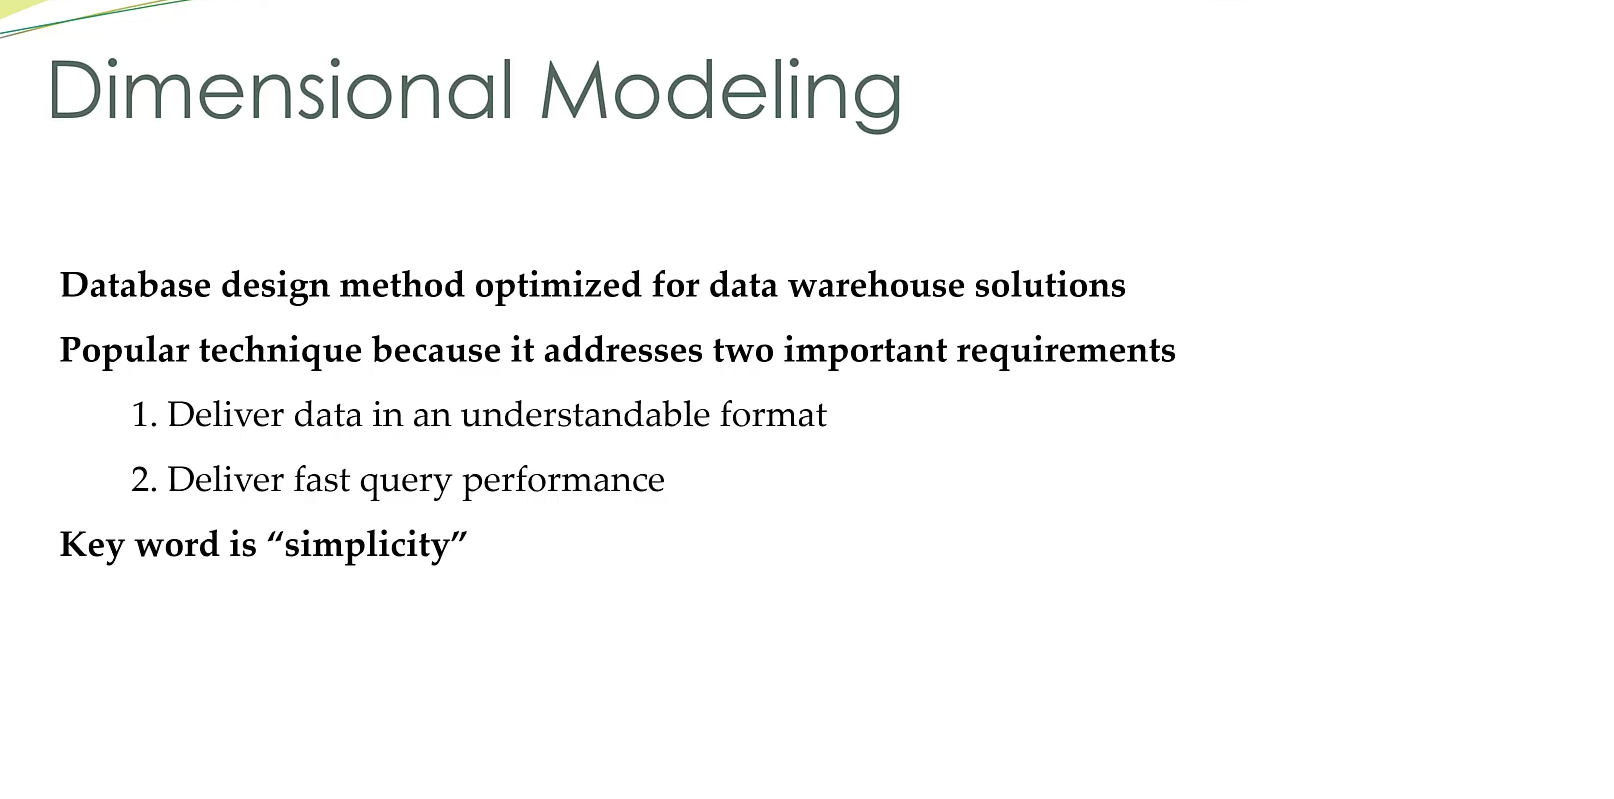 Dimensional Modeling
Database design method optimized for data warehouse solutions
Popular technique because it addresses two important requirements
1. Deliver data in an understandable format
2. Deliver fast query performance
Key word is “simplicity”